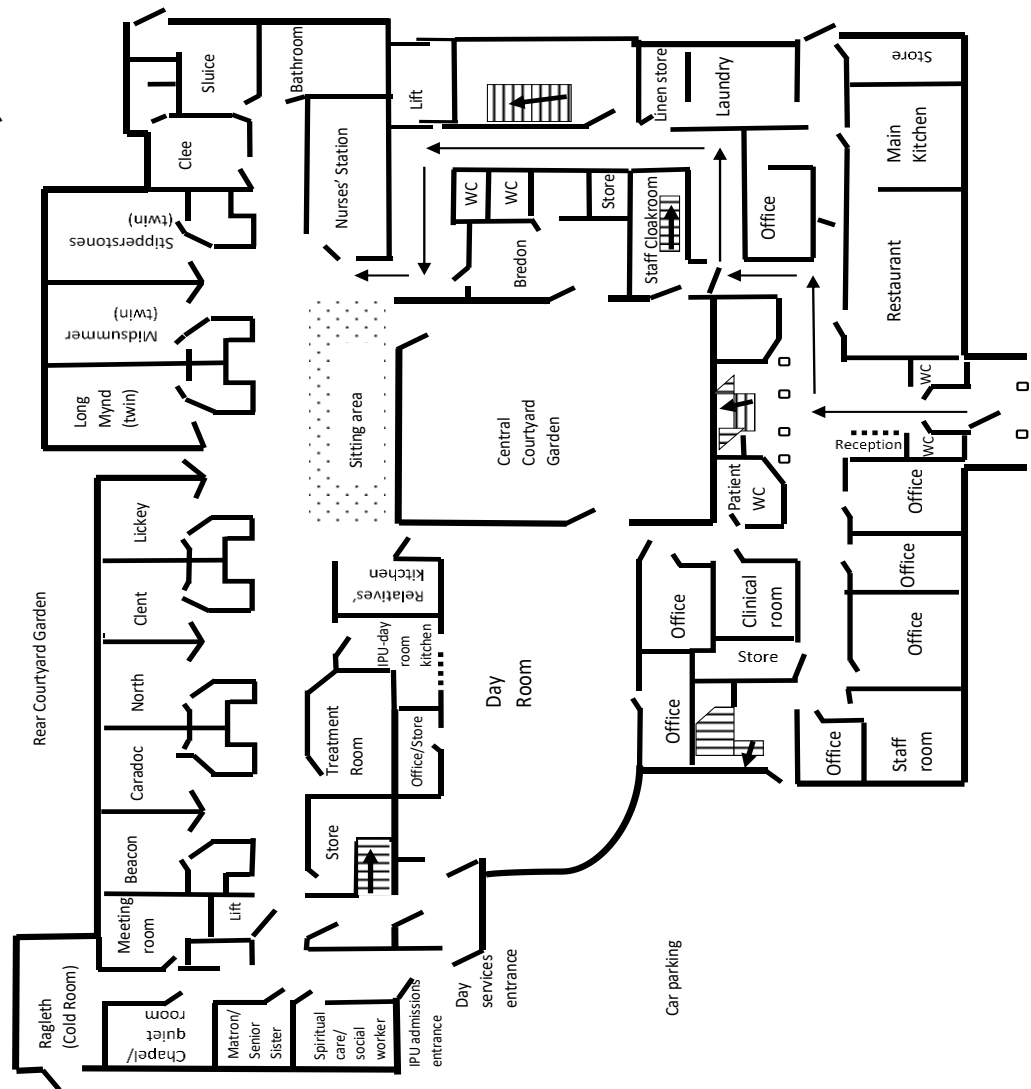 Sluice
Bathroom
Lift
Linen store
Laundry
Store
Clee
Nurses' Station
WC
WC
Store
Staff Cloakroom
Office
Main
Kitchen
Stipperstones
(twin)
Midsummer
(twin)
Long
Mynd
(twin)
Bredon
Restaurant
Sitting area
Central
Courtyard
Garden
WC
Reception
WC
Patient
WC
Office
Rear Courtyard Garden
Lickey
Clent
North
Caradoc
Beacon
Relatives'
kitchen
IPU-day
room
kitchen
Treatment
Room
Office/Store
Day
Room
Office
Clinical
room
Store
Office
Office
Office
Office
Staff
room
Store
Meeting
room
Lift
Ragleth
(Cold Room)
Chapel/
quiet
room
Matron/
Senior
Sister
Spiritual
care/
social
worker
IPU admissions
entrance
Day
services
entrance
Car parking